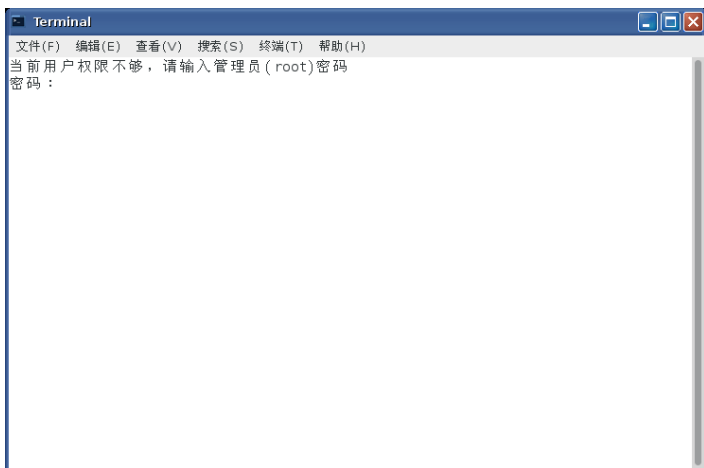 Terminal
文件(F) 编辑(E) 查看(V) 搜索(S) 终端(T) 帮助(H)
当前用户权限不够，请输入管理员(root)密码
密码：